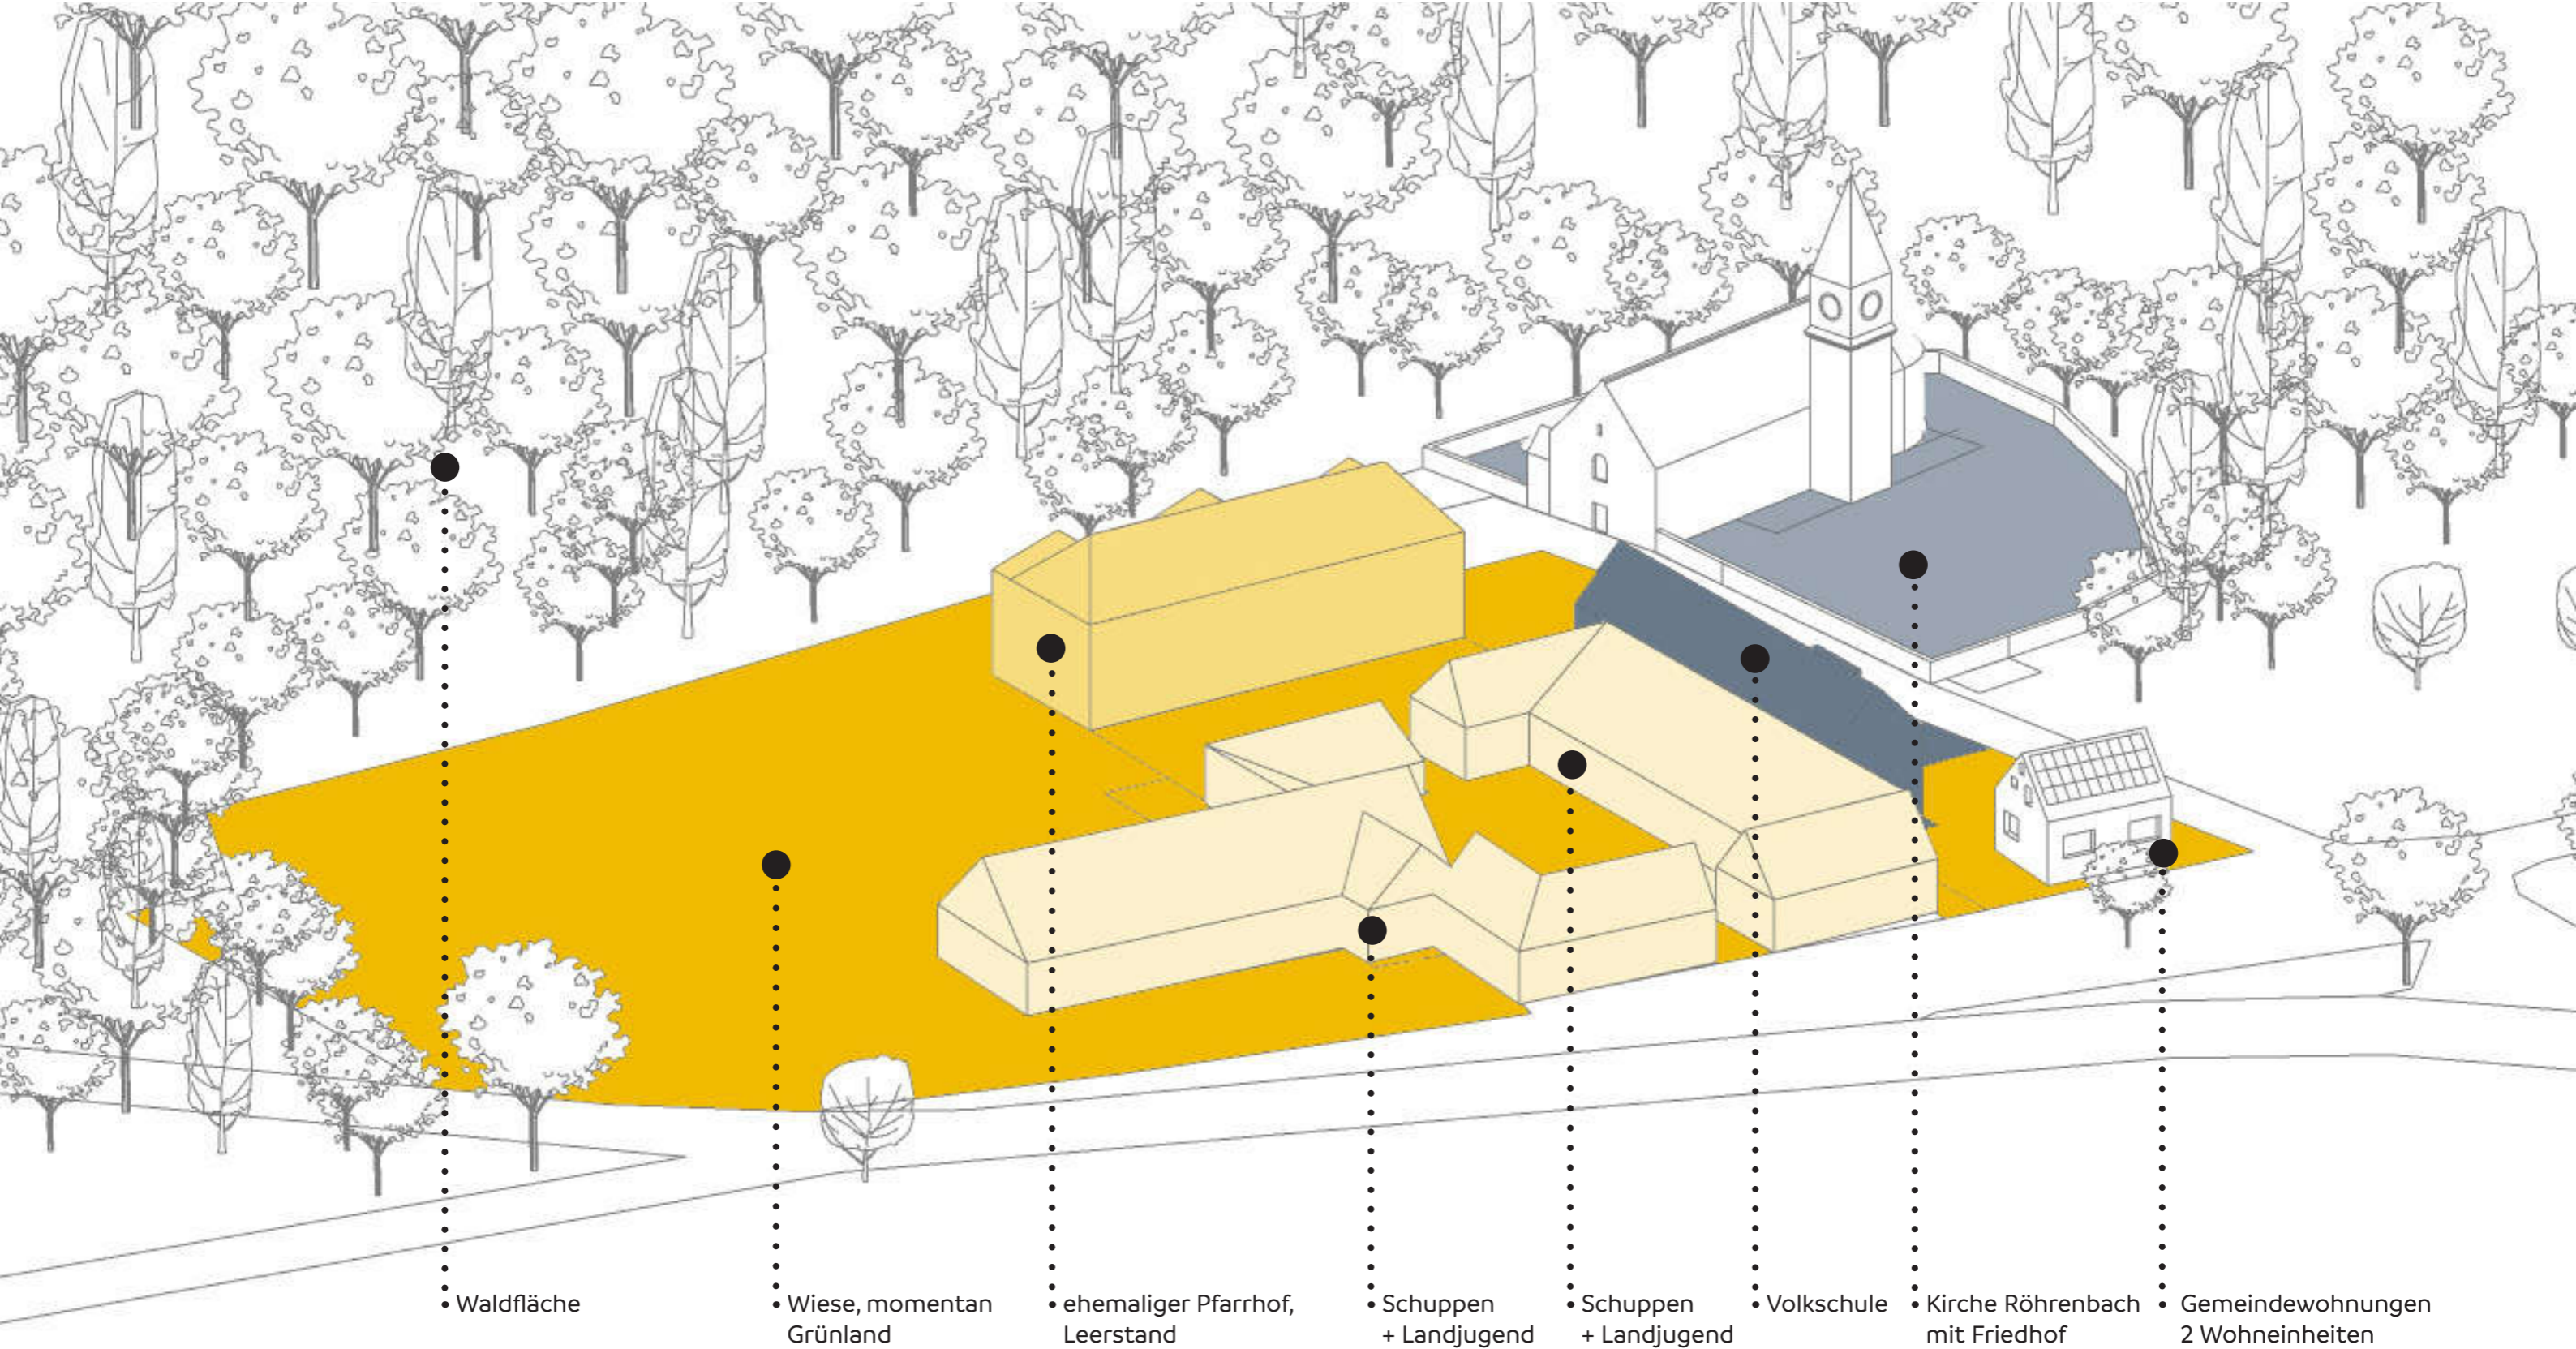 Waldfläche
Wiese, momentan
Grünland
ehemaliger Pfarrhof,
Leerstand
Schuppen
+ Landjugend
Schuppen
+ Landjugend
Volkschule
Kirche Röhrenbach
mit Friedhof
Gemeindewohnungen
2 Wohneinheiten